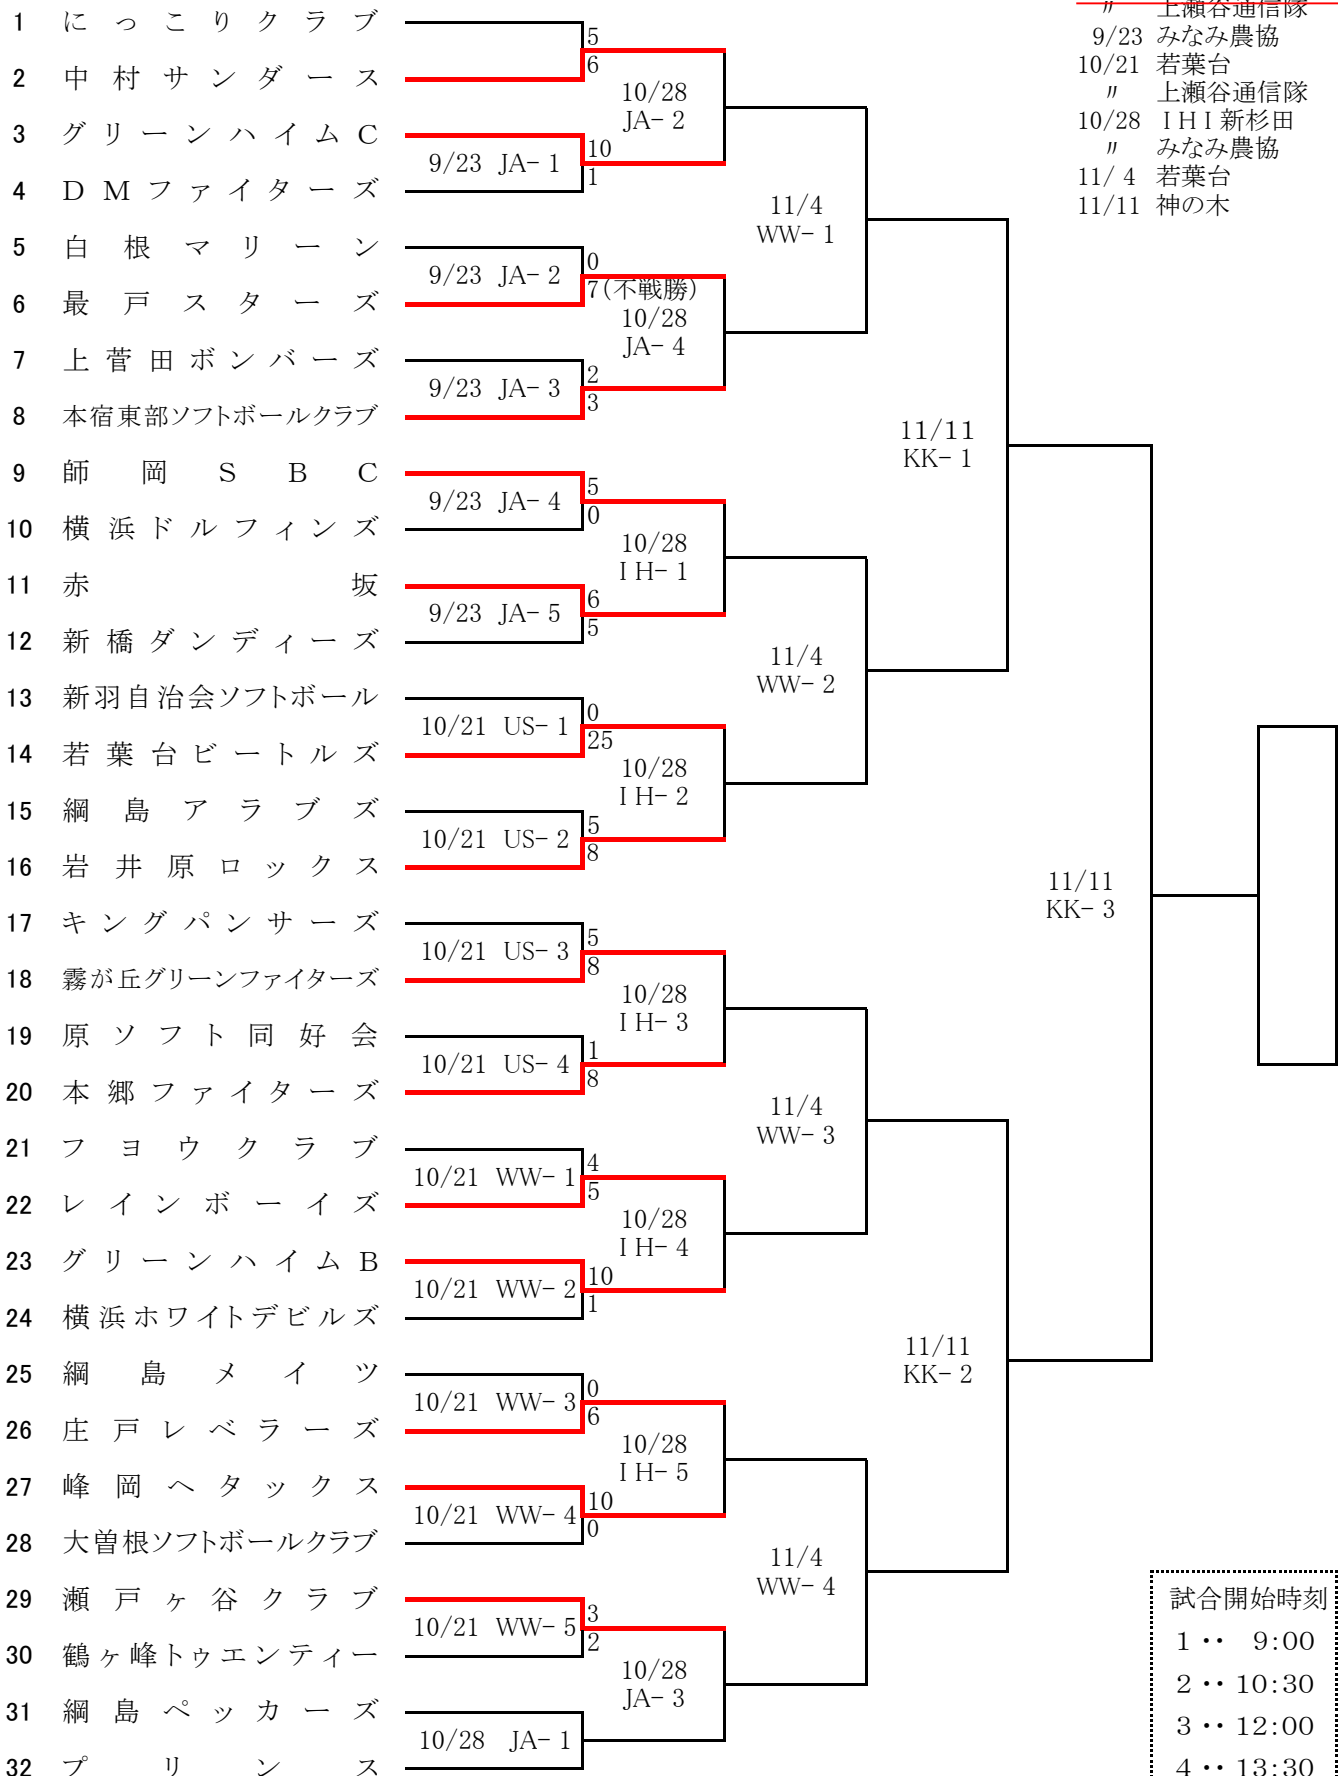 〃 上瀬谷通信隊
9/23 みなみ農協
10/21 若葉台
〃 上瀬谷通信隊
10/28 IHI新杉田
〃 みなみ農協
11/ 4 若葉台
11/11 神の木
1 にっこりクラブ
5
6
2 中村サンダース
10/28
JA- 2
3 グリーンハイムC
9/23 JA- 1
10
1
4 DMファイターズ
11/4
WW- 1
5 白根マリーン
9/23 JA- 2
0
7(不戦勝)
6 最戸スターズ
10/28
JA- 4
7 上菅田ボンバーズ
9/23 JA- 3
2
3
8 本宿東部ソフトボールクラブ
11/11
KK- 1
9 師岡SBC
9/23 JA- 4
5
0
10 横浜ドルフィンズ
10/28
IH- 1
11 赤坂
9/23 JA- 5
6
5
12 新橋ダンディーズ
11/4
WW- 2
13 新羽自治会ソフトボール
10/21 US- 1
0
25
14 若葉台ビートルズ
10/28
IH- 2
15 綱島アラブズ
10/21 US- 2
5
8
16 岩井原ロックス
11/11
KK- 3
17 キングパンサーズ
10/21 US- 3
5
8
18 霧が丘グリーンファイターズ
10/28
IH- 3
19 原ソフト同好会
10/21 US- 4
1
8
20 本郷ファイターズ
11/4
WW- 3
21 フヨウクラブ
10/21 WW- 1
4
5
22 レインボーイズ
10/28
IH- 4
23 グリーンハイムB
10/21 WW- 2
10
1
24 横浜ホワイトデビルズ
11/11
KK- 2
25 綱島メイツ
10/21 WW- 3
0
6
26 庄戸レベラーズ
10/28
IH- 5
27 峰岡ヘタックス
10/21 WW- 4
10
0
28 大曽根ソフトボールクラブ
11/4
WW- 4
29 瀬戸ヶ谷クラブ
10/21 WW- 5
3
2
30 鶴ヶ峰トゥエンティー
10/28
JA- 3
31 綱島ペッカーズ
10/28 JA- 1
32 プリンス
試合開始時刻
1 ・・ 9:00
2 ・・ 10:30
3 ・・ 12:00
4 ・・ 13:30